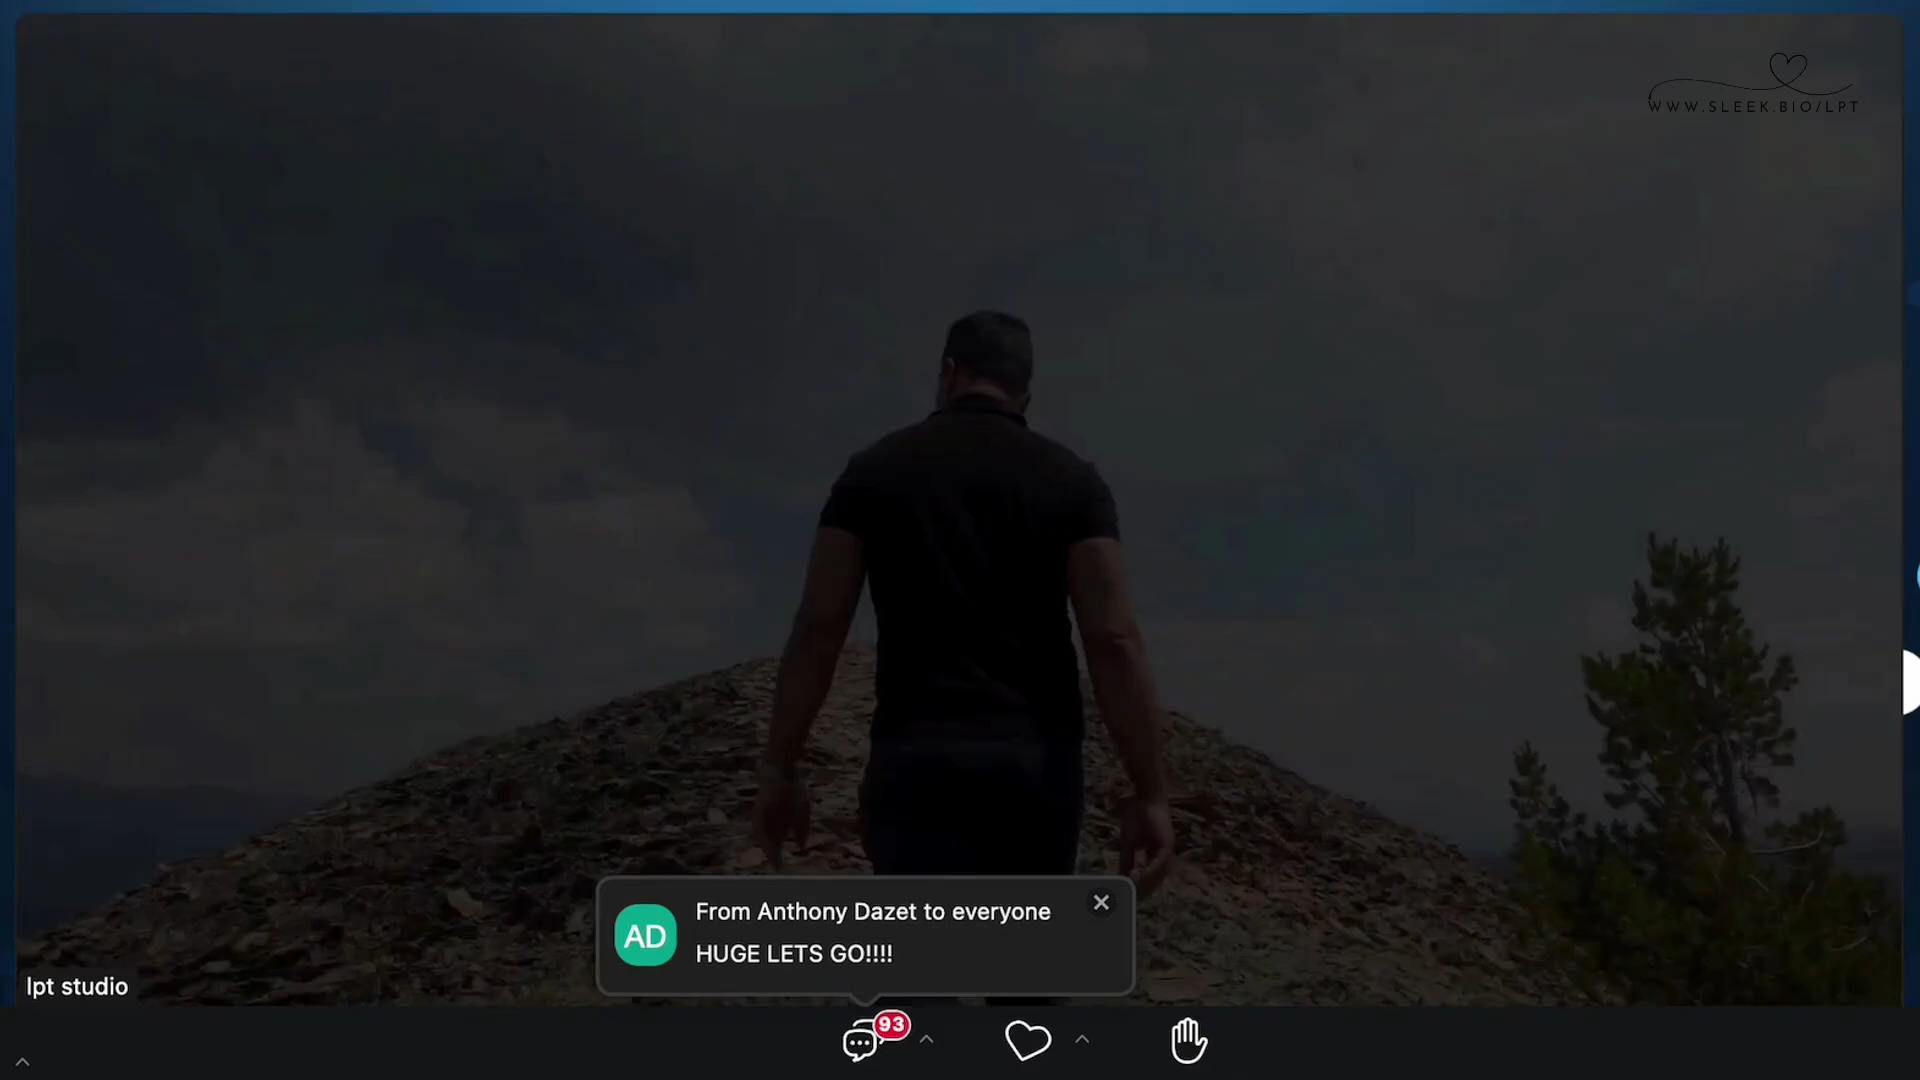 WWW.SLEEK.BIO/LPT
From Anthony Dazet to everyone
AD
HUGE LETS GO!!!!
lpt studio
93